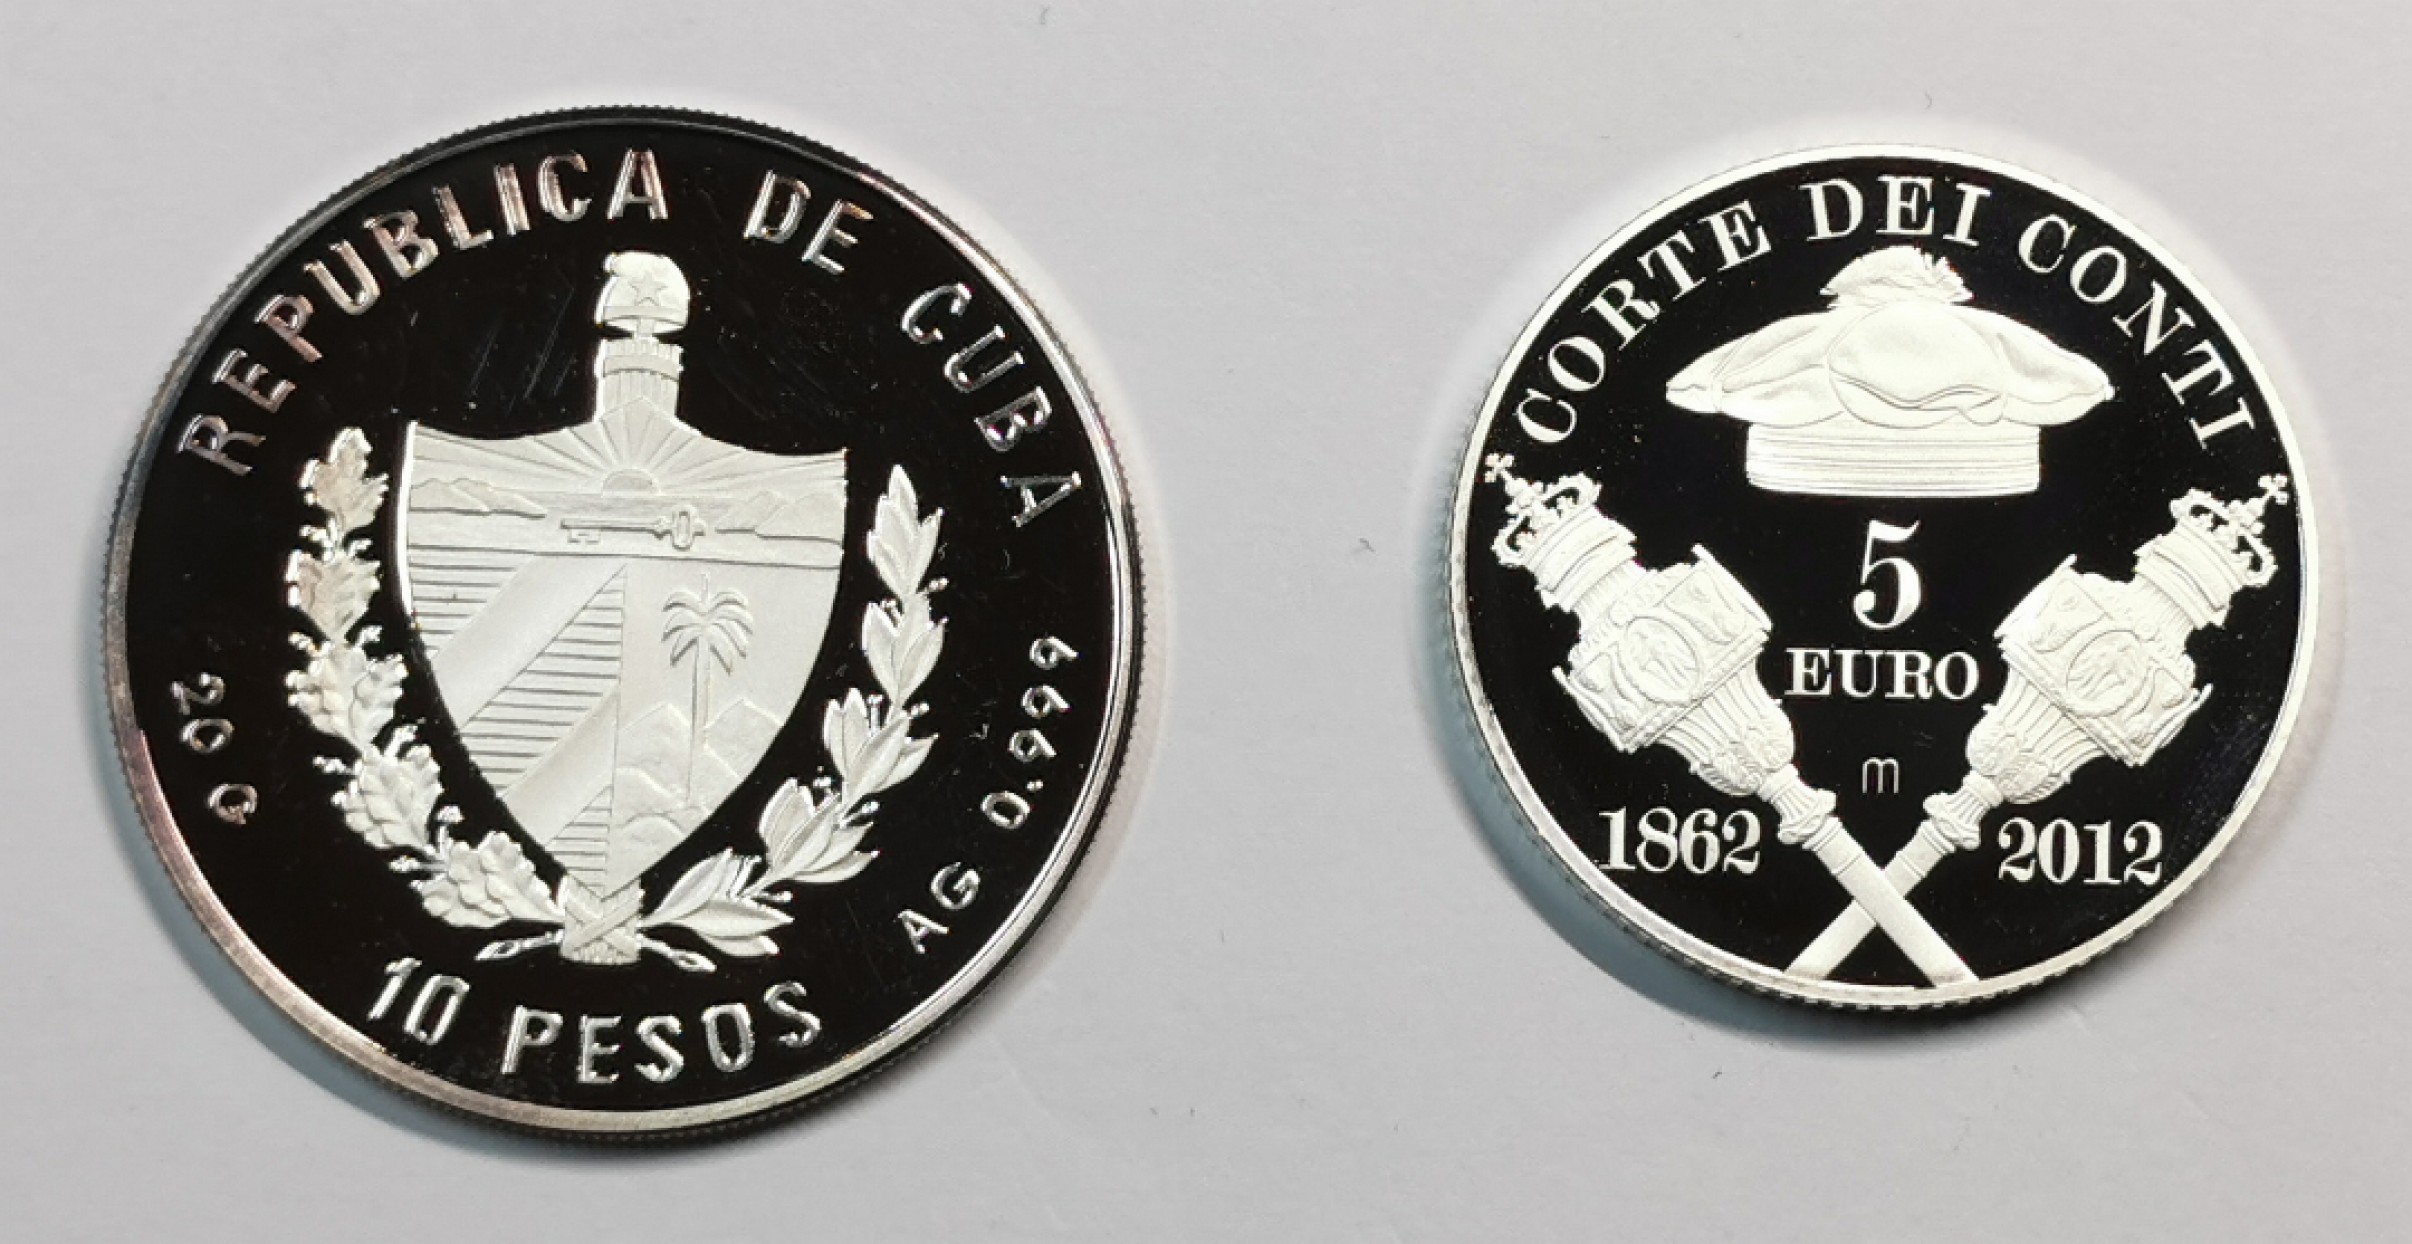 REPUBLICA DE CUBA
20 G
AG 0.999
10 PESOS
CORTE DEI CONTI
5
EURO
m
1862
2012